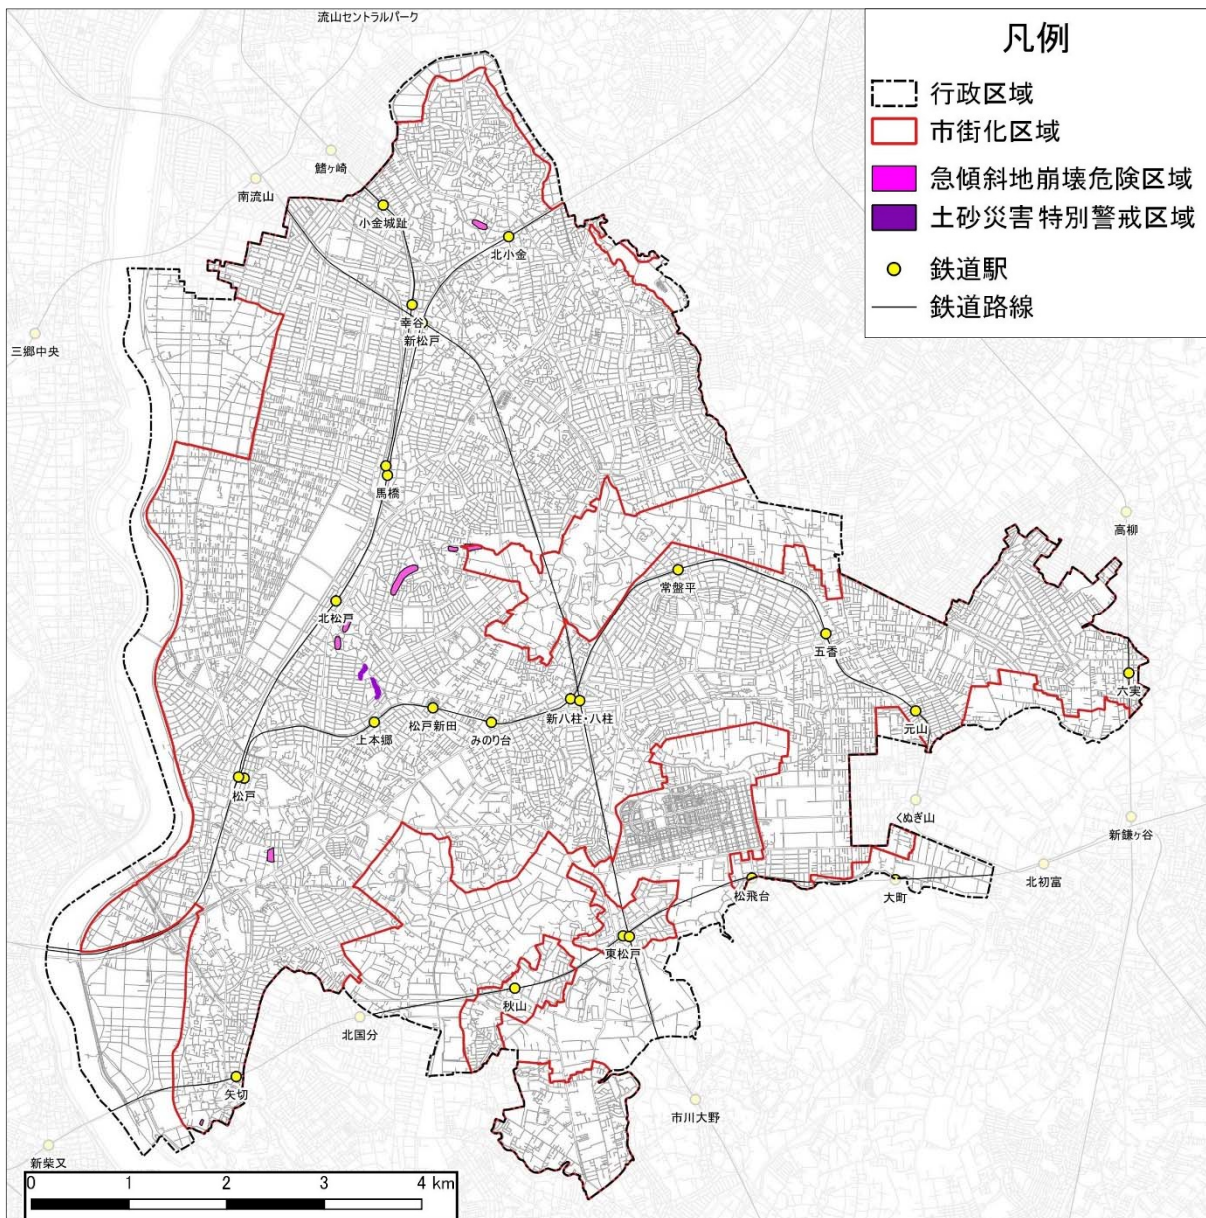 流山セントラルパーク
凡例
行政区域
市街化区域
急傾斜地崩壊危険区域
土砂災害特別警戒区域
鉄道駅
鉄道路線
鰭ヶ崎
南流山
小金城趾
北小金
幸谷
新松戸
三郷中央
馬橋
高柳
常盤平
北松戸
五香
六実
新八柱・八柱
元山
松戸新田
上本郷
みのり台
松戸
くぬぎ山
新鎌ヶ谷
北初富
松飛台
大町
東松戸
秋山
北国分
矢切
市川大野
新柴又
0 1 2 3 4 km